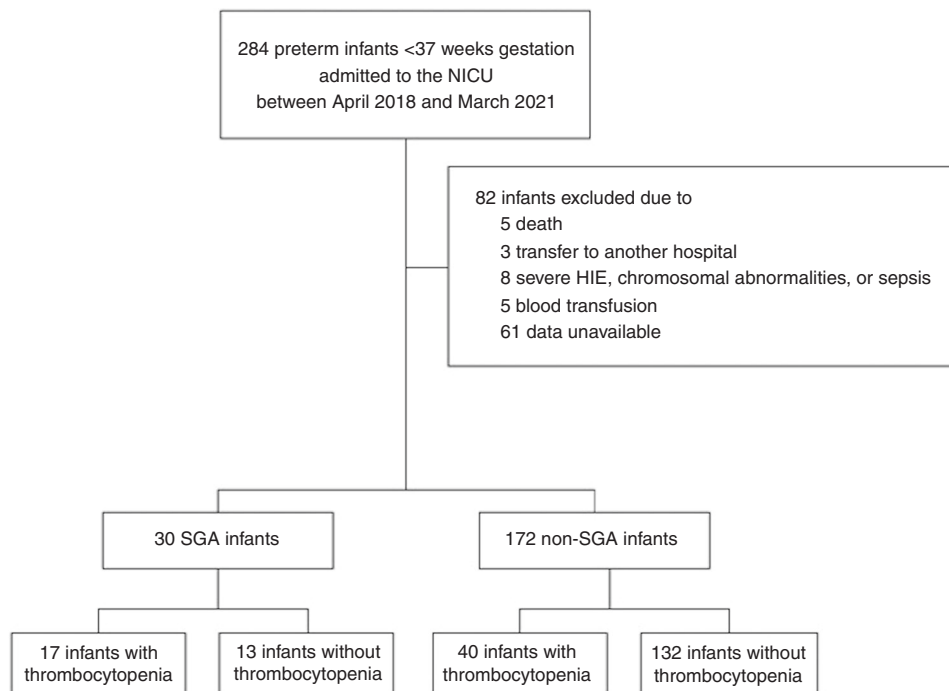 284 preterm infants <37 weeks gestation
admitted to the NICU
between April 2018 and March 2021
82 infants excluded due to
5 death
3 transfer to another hospital
8 severe HIE, chromosomal abnormalities, or sepsis
5 blood transfusion
61 data unavailable
30 SGA infants
172 non-SGA infants
17 infants with
thrombocytopenia
13 infants without
thrombocytopenia
40 infants with
thrombocytopenia
132 infants without
thrombocytopenia